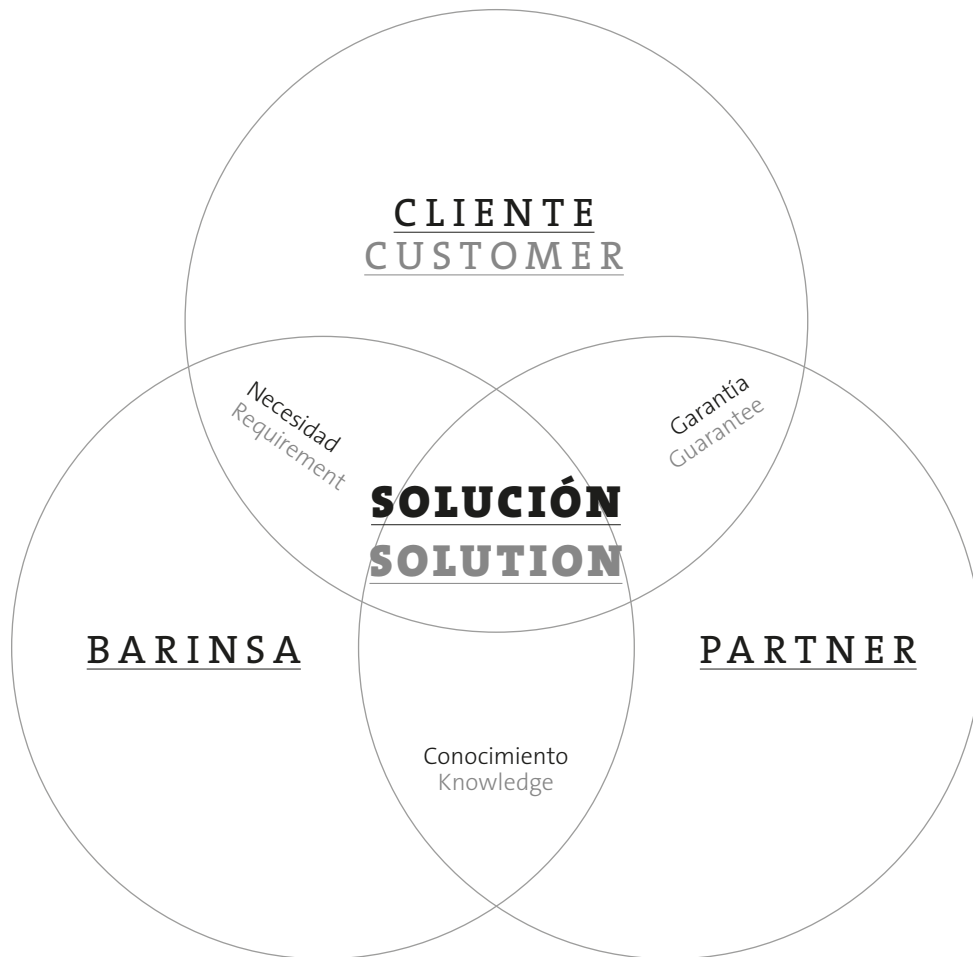 CLIENTE
CUSTOMER
Necesidad
Requirement
Garantía
Guarantee
SOLUCIÓN
SOLUTION
BARINSA
PARTNER
Conocimiento
Knowledge